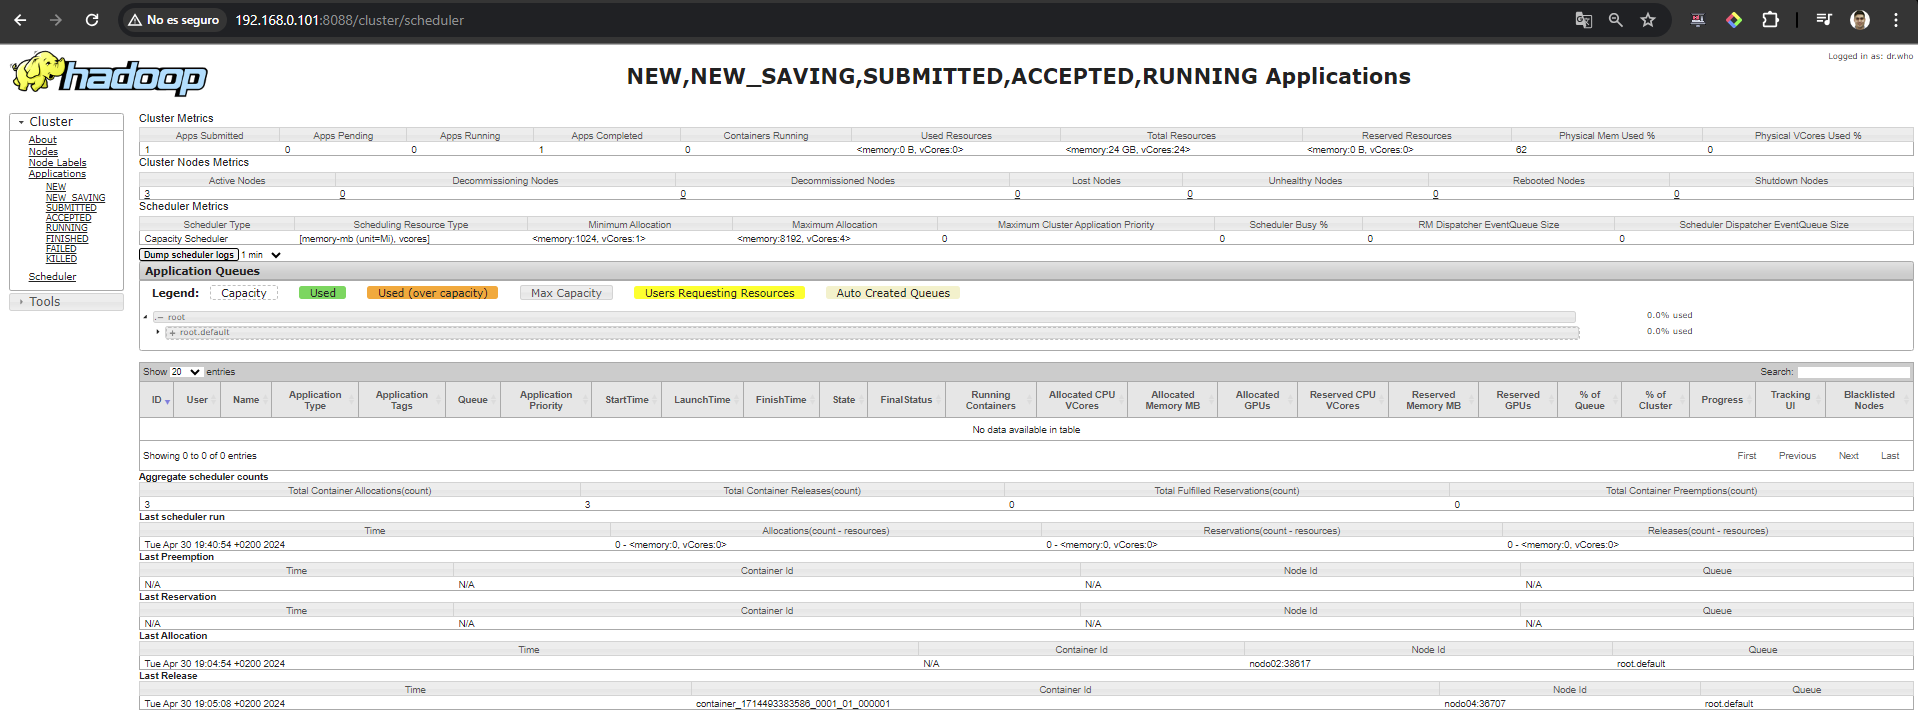 No es seguro 192.168.0.101:8088/cluster/scheduler
Logged in as: dr.who
hadoop
NEW,NEW_SAVING,SUBMITTED,ACCEPTED,RUNNING Applications
Cluster
About
Nodes
Node Labels
Applications
NEW
NEW_SAVING
SUBMITTED
ACCEPTED
RUNNING
FINISHED
FAILED
KILLED
Scheduler
Tools
Cluster Metrics
Apps Submitted Apps Pending Apps Running Apps Completed Containers Running Used Resources Total Resources Reserved Resources Physical Mem Used % Physical VCores Used %
1 0 0 1 0 <memory:0 B, vCores:0> <memory:24 GB, vCores:24> <memory:0 B, vCores:0> 62 0
Cluster Nodes Metrics
Active Nodes Decommissioning Nodes Decommissioned Nodes Lost Nodes Unhealthy Nodes Rebooted Nodes Shutdown Nodes
3 0 0 0 0 0 0
Scheduler Metrics
Scheduler Type Scheduling Resource Type Minimum Allocation Maximum Allocation Maximum Cluster Application Priority Scheduler Busy % RM Dispatcher EventQueue Size Scheduler Dispatcher EventQueue Size
Capacity Scheduler [memory-mb (unit=Mi), vcores] <memory:1024, vCores:1> <memory:8192, vCores:4> 0 0 0 0
Dump scheduler logs 1 min
Application Queues
Legend: Capacity Used Used (over capacity) Max Capacity Users Requesting Resources Auto Created Queues
root 0.0% used
+ root.default 0.0% used
Show 20 entries Search:
ID User Name Application Type Application Tags Queue Application Priority StartTime LaunchTime FinishTime State FinalStatus Running Containers Allocated CPU VCores Allocated Memory MB Allocated GPUs Reserved CPU VCores Reserved Memory MB Reserved GPUs % of Queue % of Cluster Progress Tracking UI Blacklisted Nodes
No data available in table
Showing 0 to 0 of 0 entries First Previous Next Last
Aggregate scheduler counts
Total Container Allocations(count) Total Container Releases(count) Total Fulfilled Reservations(count) Total Container Preemptions(count)
3 3 0 0
Last scheduler run
Time Allocations(count - resources) Reservations(count - resources) Releases(count - resources)
Tue Apr 30 19:40:54 +0200 2024 0 - <memory:0, vCores:0> 0 - <memory:0, vCores:0> 0 - <memory:0, vCores:0>
Last Preemption
Time Container Id Node Id Queue
N/A N/A N/A N/A
Last Reservation
Time Container Id Node Id Queue
N/A N/A N/A N/A
Last Allocation
Time Container Id Node Id Queue
Tue Apr 30 19:04:54 +0200 2024 N/A nodo02:38617 root.default
Last Release
Time Container Id Node Id Queue
Tue Apr 30 19:05:08 +0200 2024 container_1714493383586_0001_01_000001 nodo04:36707 root.default